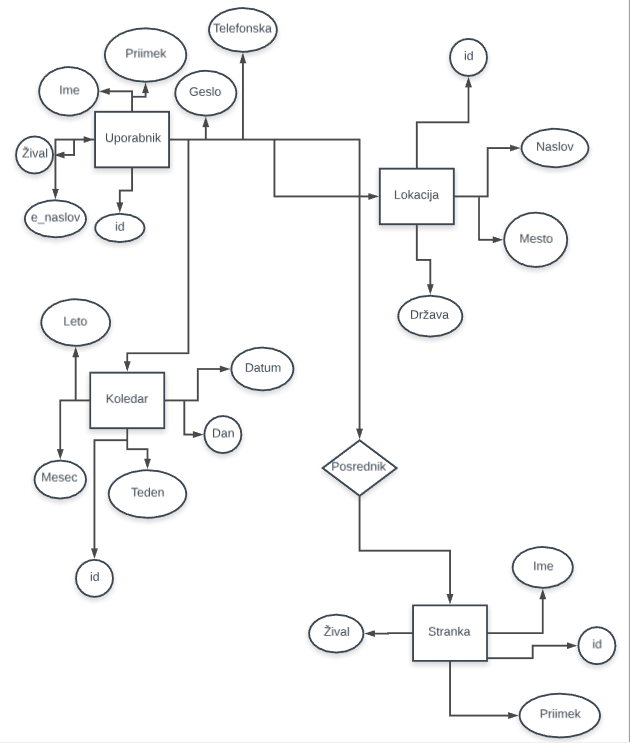 Telefonska
Priimek
id
Ime
Geslo
Uporabnik
Naslov
Žival
Lokacija
e_naslov
id
Mesto
Država
Leto
Datum
Koledar
Dan
Posrednik
Mesec
Teden
Ime
id
Žival
Stranka
id
Priimek